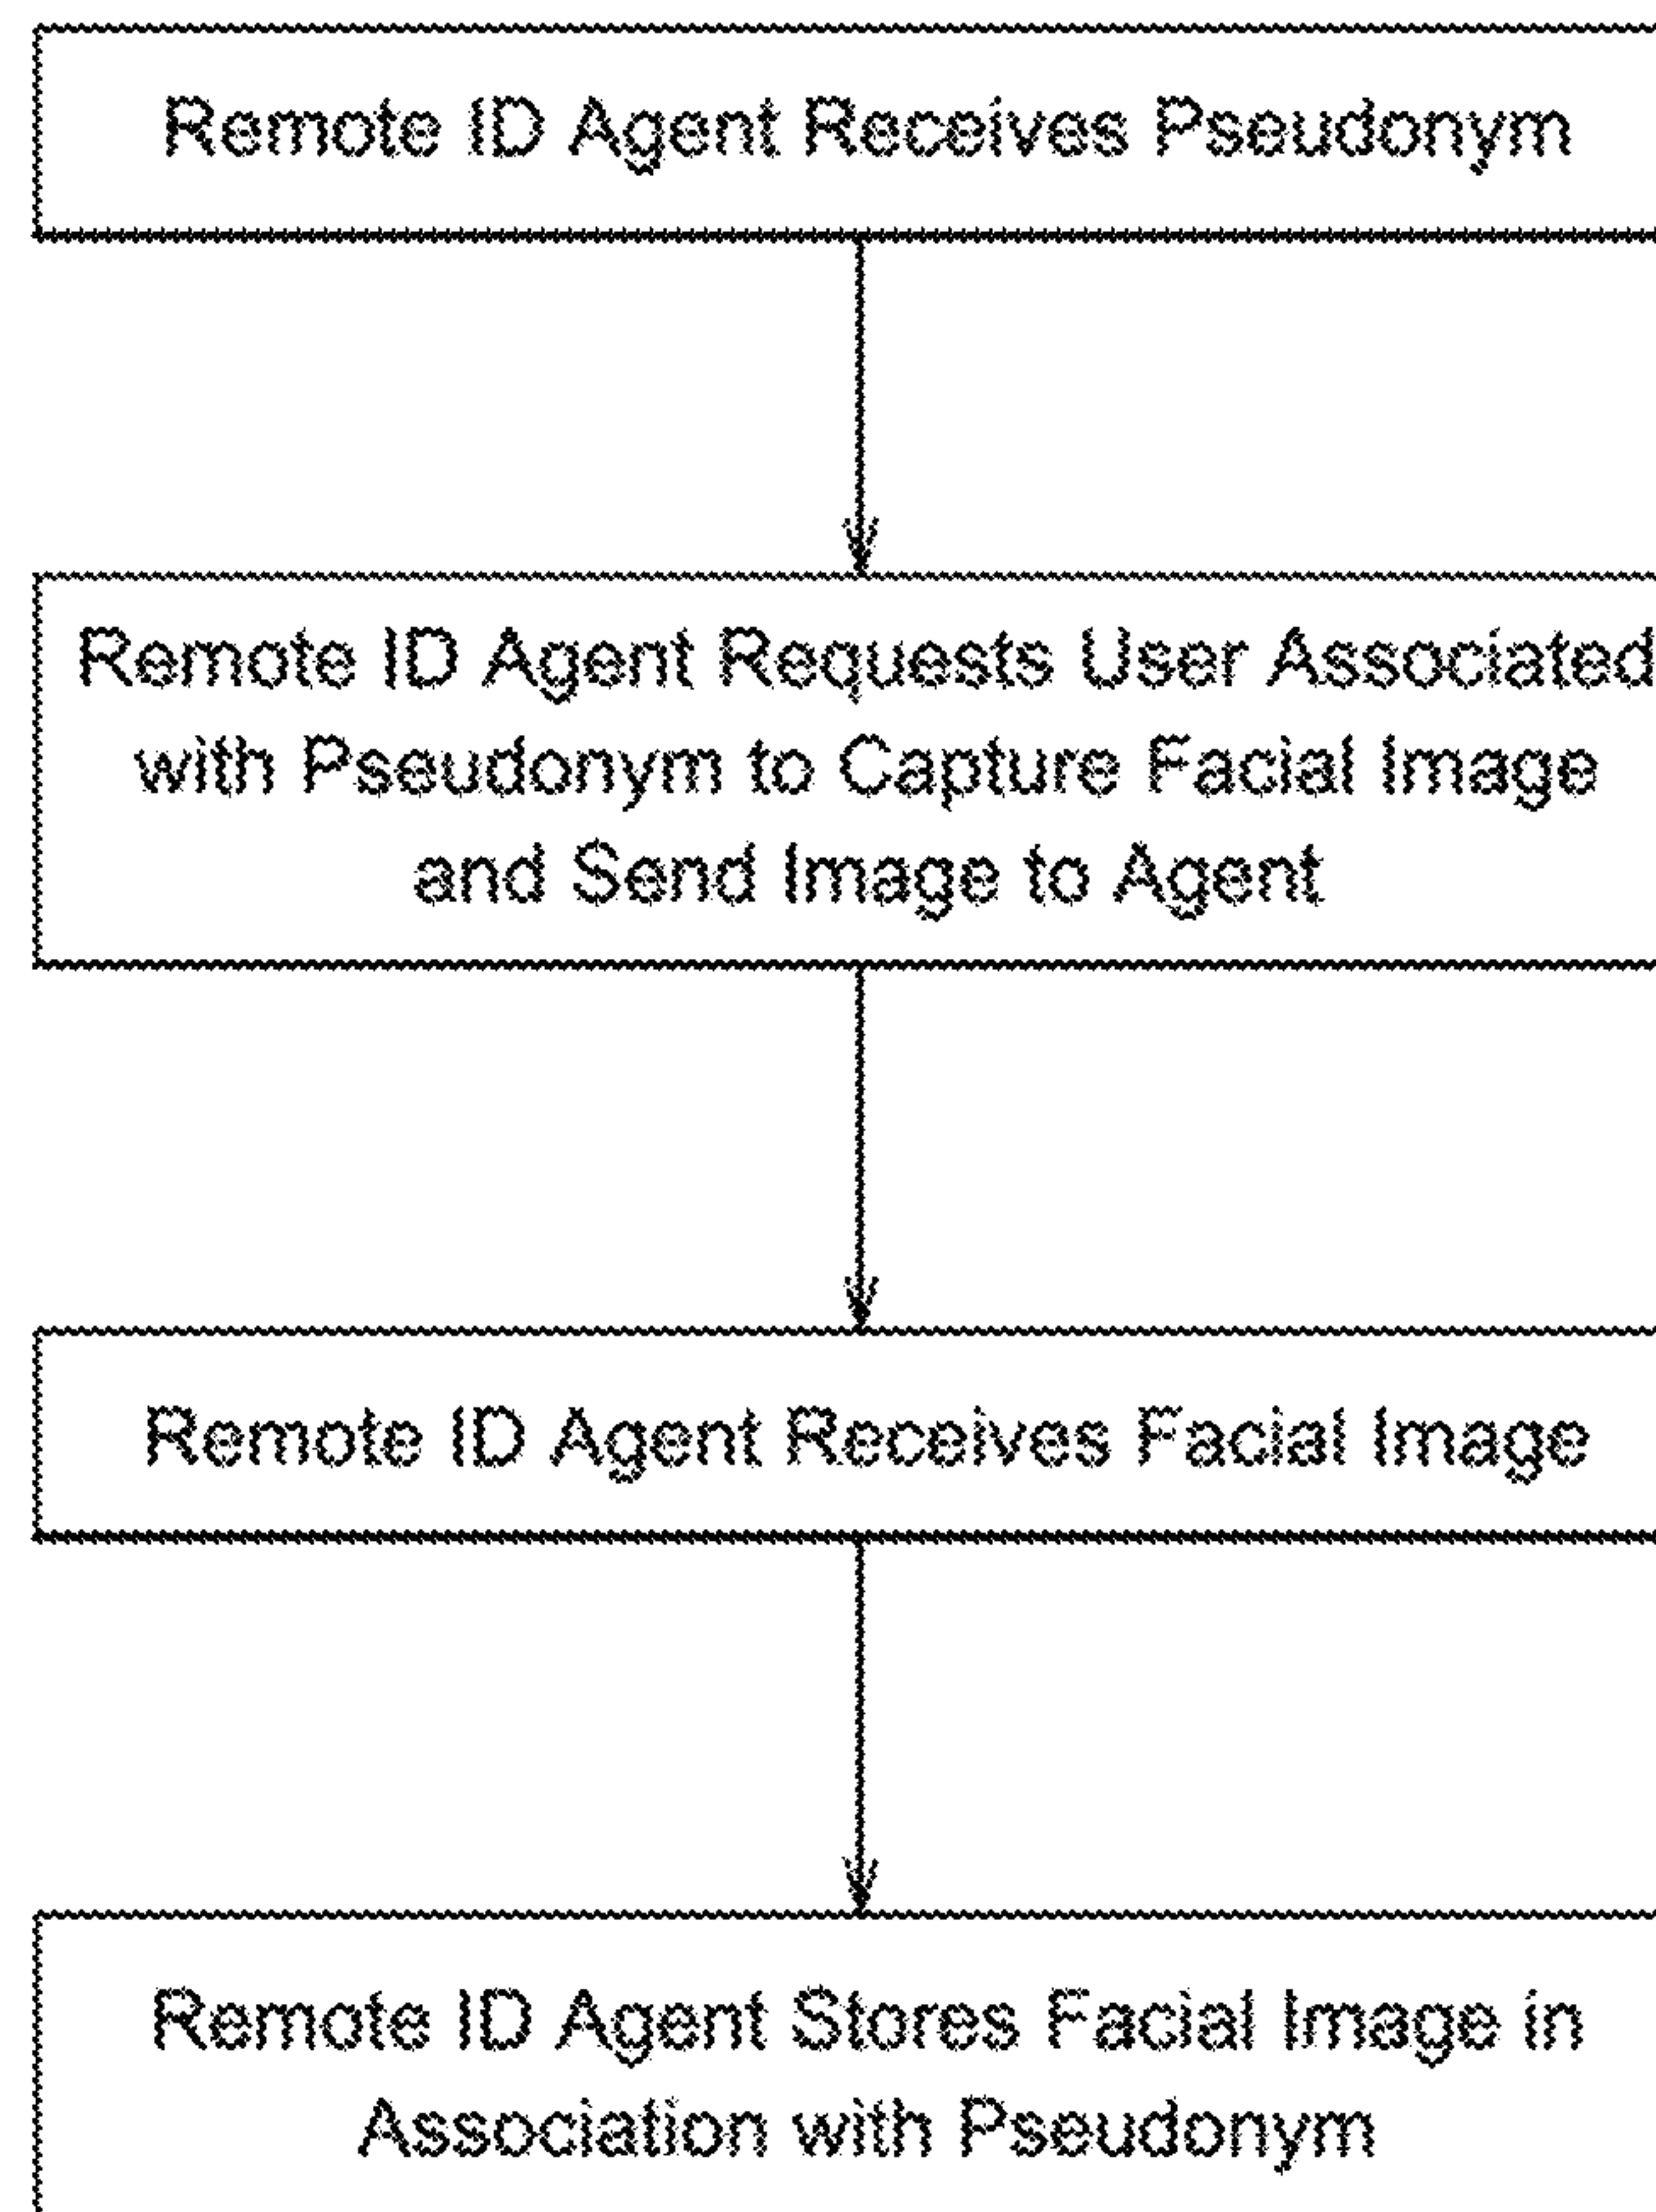 Remote ID Agent Receives Pseudonym
Remote ID Agent Requests User Associated
with Pseudonym to Capture Facial Image
and Send Image to Agent
Remote ID Agent Receives Facial Image
Remote ID Agent Stores Facial Image in
Association with Pseudonym